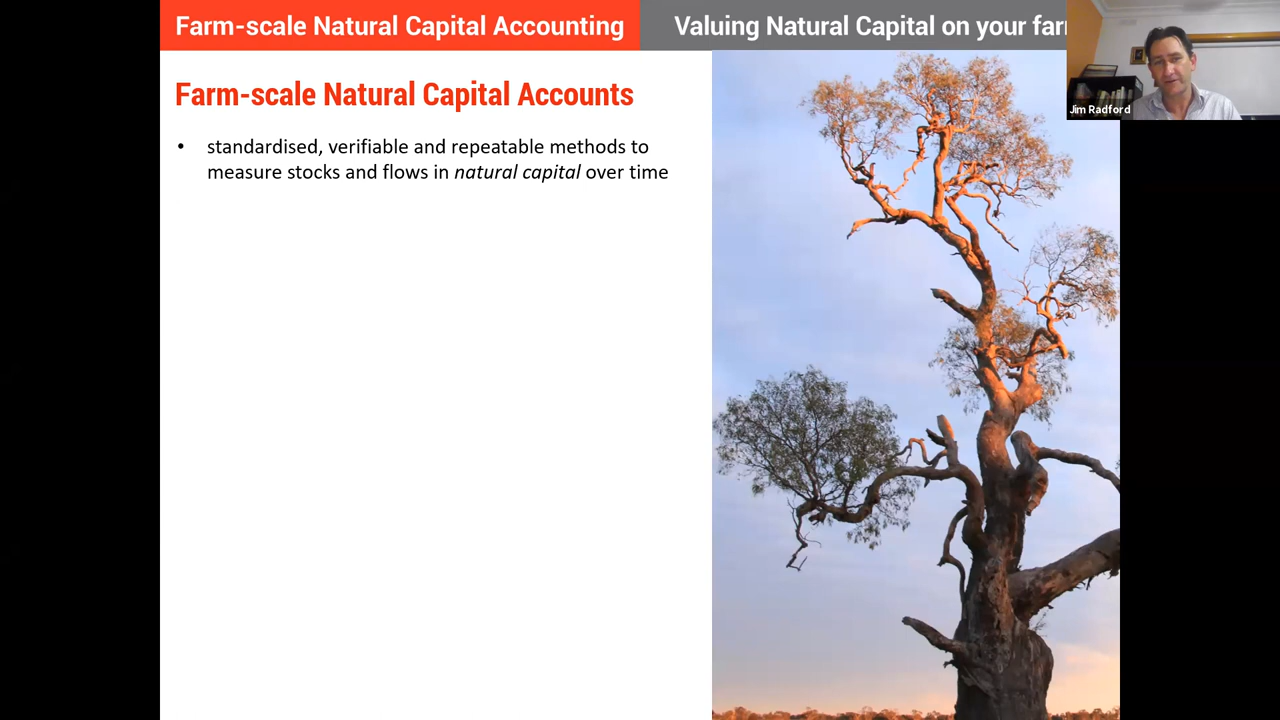 Farm-scale Natural Capital Accounting
Valuing Natural Capital on your
Jim Radford
Farm-scale Natural Capital Accounts
• standardised, verifiable and repeatable methods to
measure stocks and flows in natural capital over time